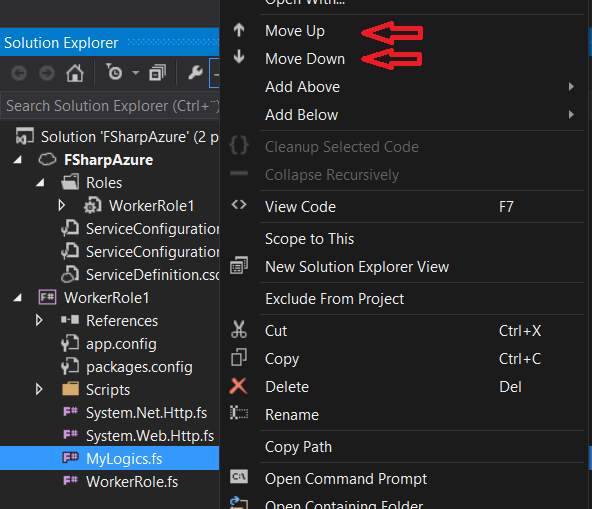 Solution Explorer
Search Solution Explorer (Ctrl+¨)
Solution 'FSharpAzure' (2 p
FSharpAzure
Roles
WorkerRole1
ServiceConfiguration
ServiceConfiguration
ServiceDefinition.csc
F# WorkerRole1
References
app.config
packages.config
Scripts
F# System.Net.Http.fs
F# System.Web.Http.fs
F# MyLogics.fs
F# WorkerRole.fs
Open With...
Move Up
Move Down
Add Above
Add Below
Cleanup Selected Code
Collapse Recursively
View Code F7
Scope to This
New Solution Explorer View
Exclude From Project
Cut Ctrl+X
Copy Ctrl+C
Delete Del
Rename
Copy Path
C:\ Open Command Prompt
Open Containing Folder